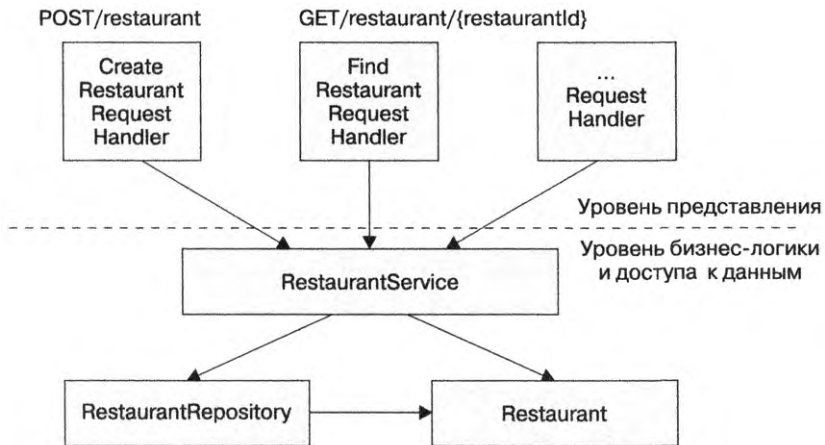 POST/restaurant
GET/restaurant/{restaurantId}
Create
Restaurant
Request
Handler
Find
Restaurant
Request
Handler
...
Request
Handler
Уровень представления
Уровень бизнес-логики
и доступа к данным
RestaurantService
RestaurantRepository
Restaurant